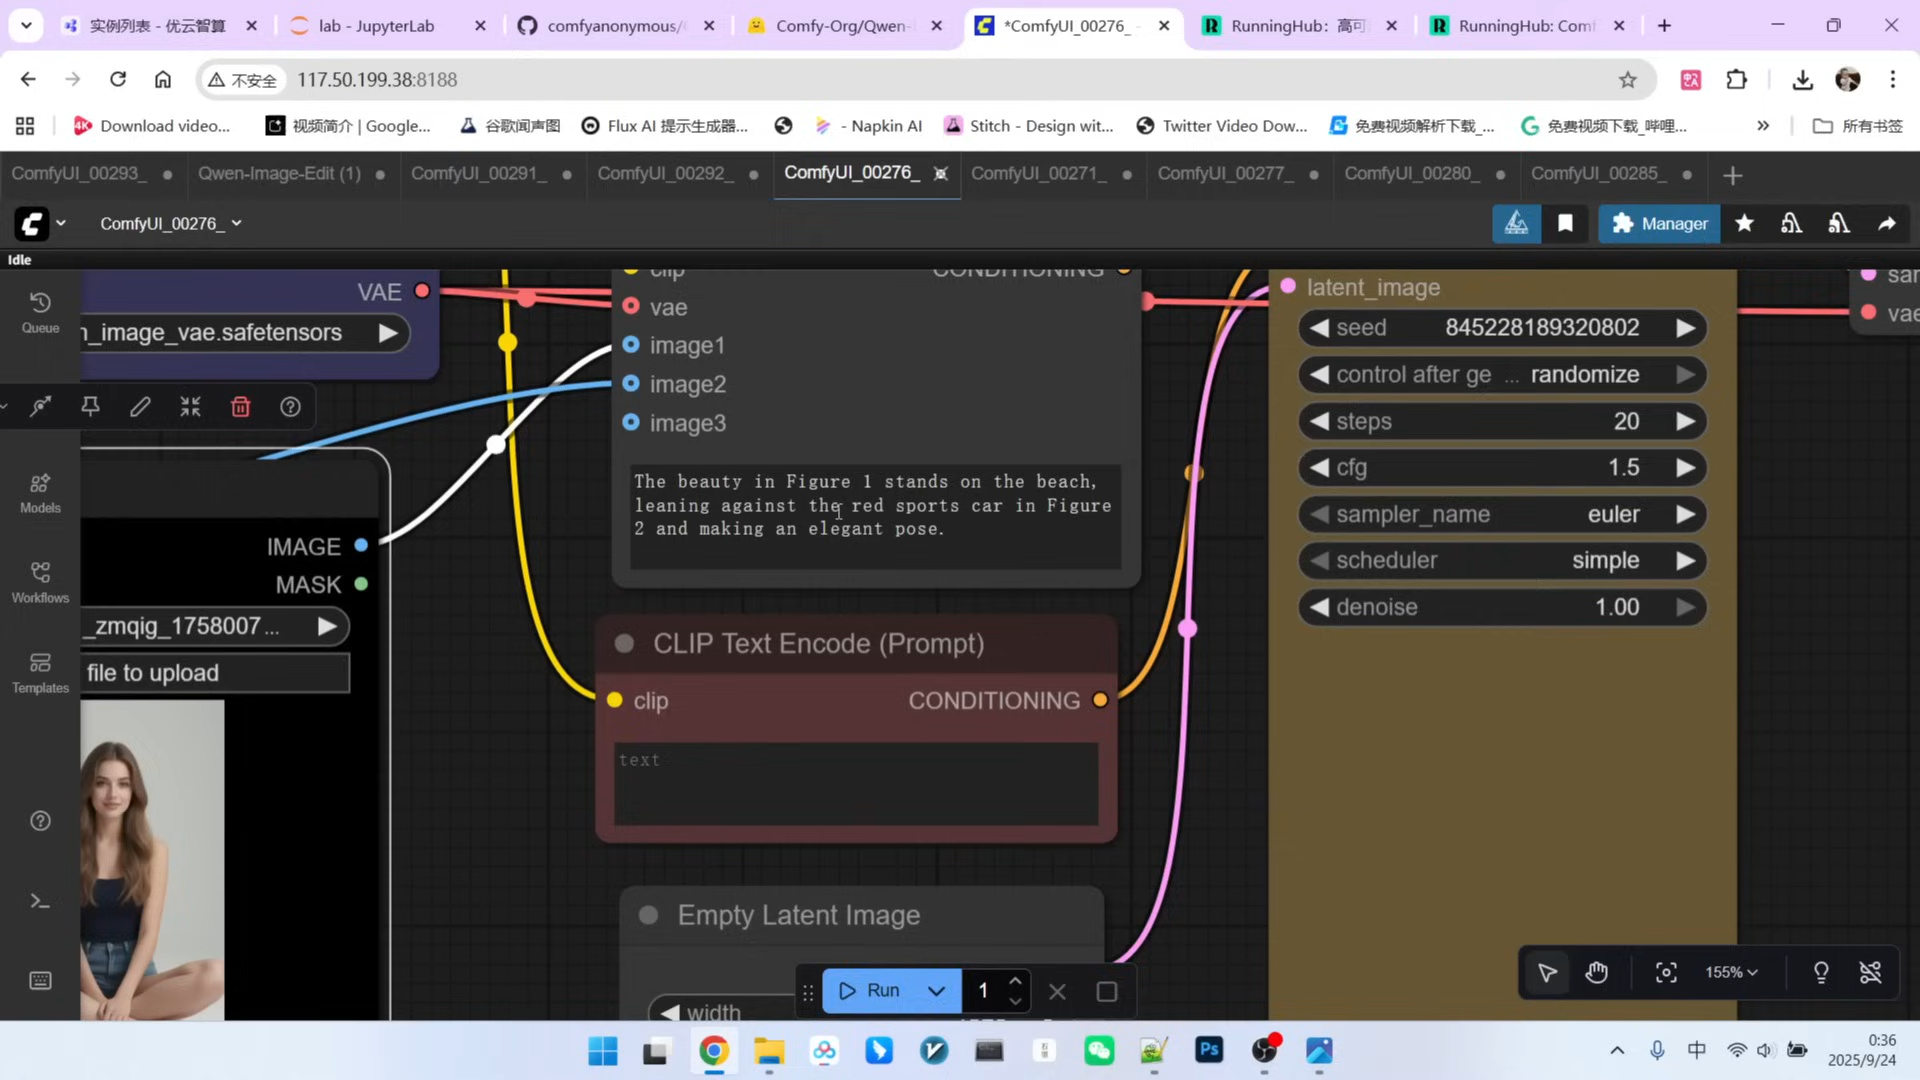 实例列表 - 优云智算
lab - JupyterLab
comfyanonymous/
Comfy-Org/Qwen-
*ComfyUI_00276_
RunningHub: 高可
RunningHub: Comf
不安全
117.50.199.38:8188
Download video...
视频简介 | Google...
谷歌闻声图
Flux AI 提示生成器...
- Napkin AI
Stitch - Design wit...
Twitter Video Dow...
免费视频解析下载_...
免费视频下载_哔哩...
所有书签
ComfyUI_00293_
Qwen-Image-Edit (1)
ComfyUI_00291_
ComfyUI_00292_
ComfyUI_00276_
ComfyUI_00271_
ComfyUI_00277_
ComfyUI_00280_
ComfyUI_00285_
ComfyUI_00276_
Manager
Idle
Queue
Models
Workflows
Templates
VAE
_image_vae.safetensors
clip
CONDITIONING
vae
image1
image2
image3
The beauty in Figure 1 stands on the beach,
leaning against the red sports car in Figure
2 and making an elegant pose.
IMAGE
MASK
_zmqig_1758007...
file to upload
CLIP Text Encode (Prompt)
clip
CONDITIONING
text
Empty Latent Image
width
latent_image
seed 845228189320802
control after ge ... randomize
steps 20
cfg 1.5
sampler_name euler
scheduler simple
denoise 1.00
vae
Run
1
155%
Ps
中
0:36
2025/9/24